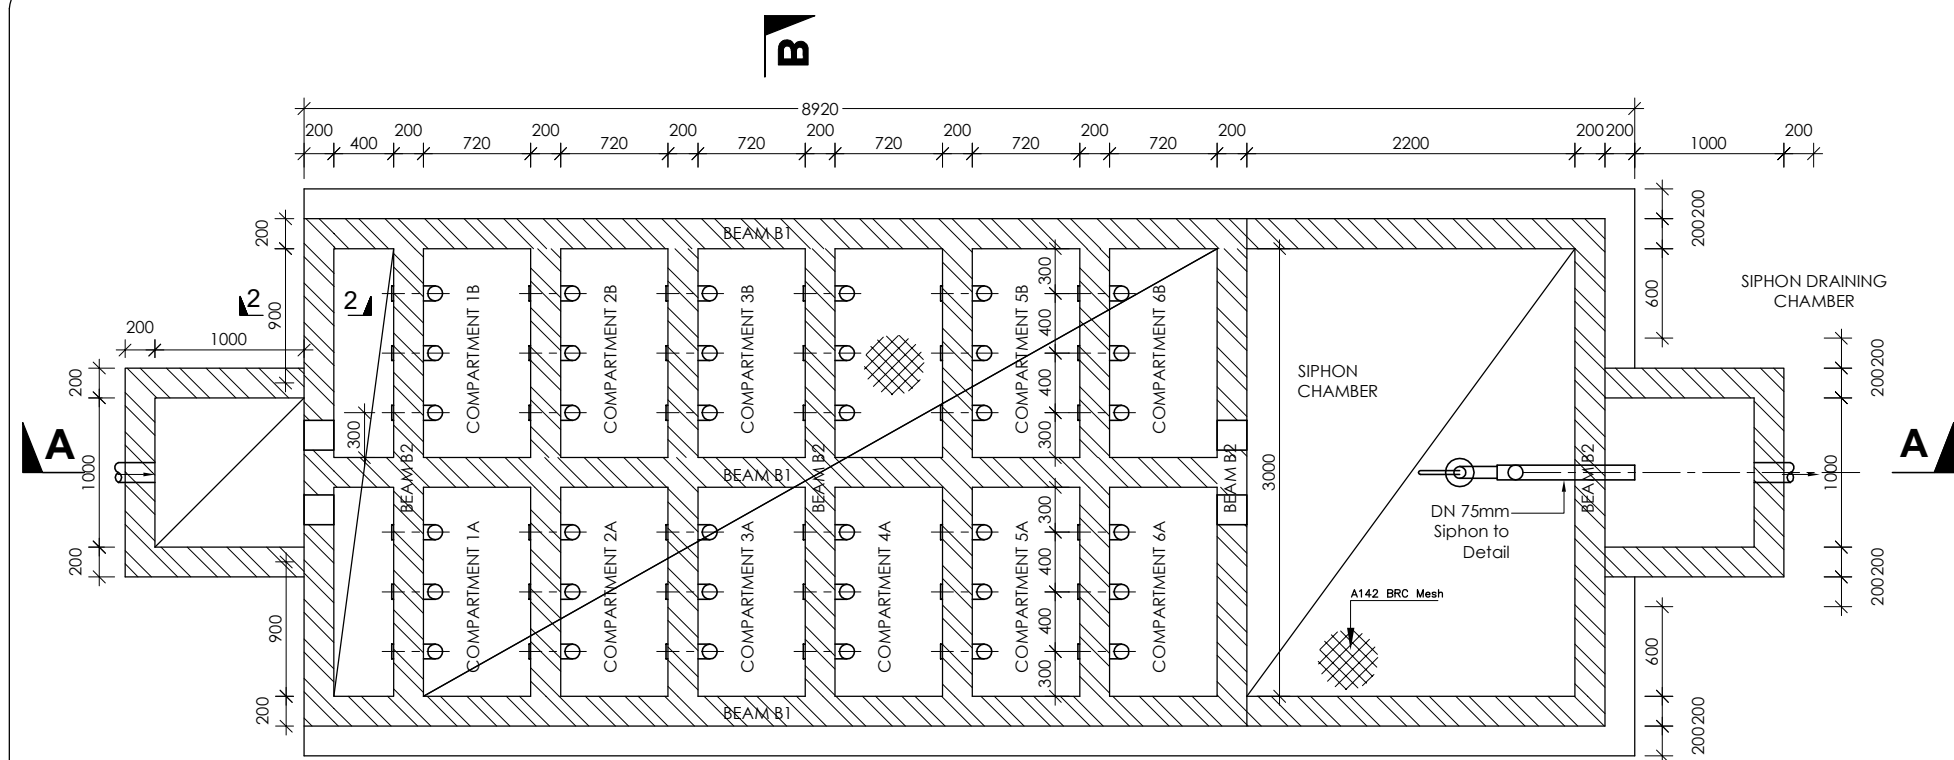 B
8920
200
400
200
720
200
720
200
720
200
720
200
720
200
720
200
2200
200
200
1000
200
200
900
200
1000
200
1000
200
900
200
2
2
BEAM B1
COMPARTMENT 1B
COMPARTMENT 2B
COMPARTMENT 3B
COMPARTMENT 5B
COMPARTMENT 6B
300
400
400
300
300
BEAM B2
BEAM B1
BEAM B2
BEAM B2
BEAM B2
COMPARTMENT 1A
COMPARTMENT 2A
COMPARTMENT 3A
COMPARTMENT 4A
COMPARTMENT 5A
COMPARTMENT 6A
300
400
400
300
BEAM B1
3000
SIPHON
CHAMBER
DN 75mm
Siphon to
Detail
A142 BRC Mesh
200
200
600
SIPHON DRAINING
CHAMBER
200
200
1000
200
200
600
200
200
A
A